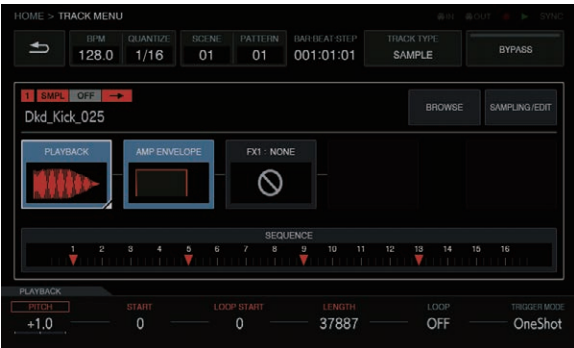 HOME > TRACK MENU
IN OUT SYNC
BPM QUANTIZE SCENE PATTERN BAR:BEAT:STEP TRACK TYPE
128.0 1/16 01 01 001:01:01 SAMPLE BYPASS
1 SMPL OFF
Dkd_Kick_025 BROWSE SAMPLING/EDIT
PLAYBACK AMP ENVELOPE FX1 : NONE
SEQUENCE
1 2 3 4 5 6 7 8 9 10 11 12 13 14 15 16
PLAYBACK
PITCH START LOOP START LENGTH LOOP TRIGGER MODE
+1.0 0 0 37887 OFF OneShot